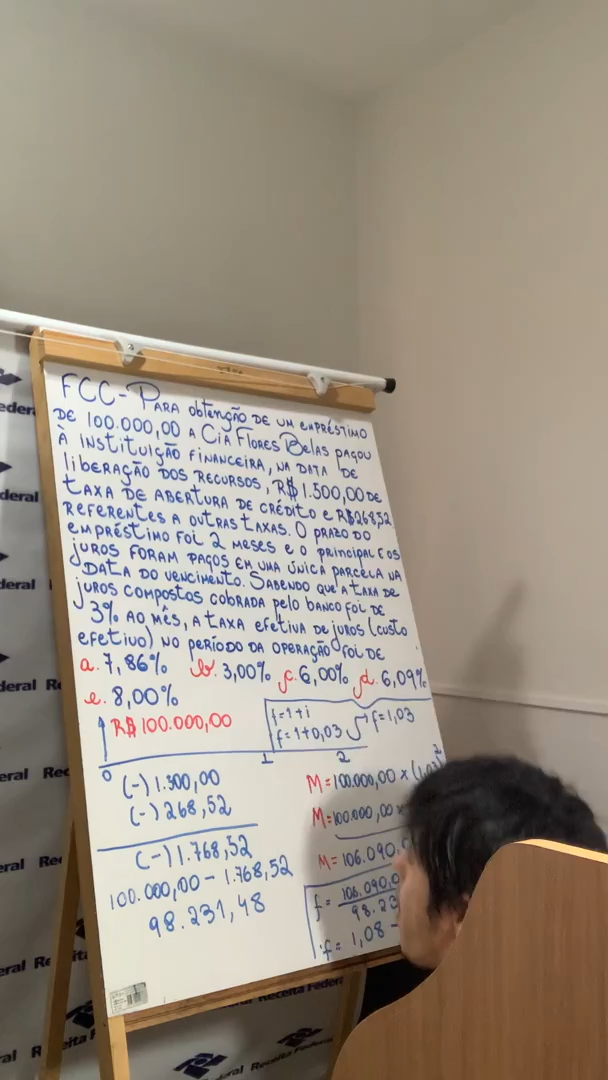 FCC - PARA obtenção DE UM EMPRÉSTIMO
DE 100.000,00 A CIA FLORES BELAS PAGOU
À INSTITUIÇÃO FINANCEIRA, NA DATA DE
liberação DOS RECURSOS, R$ 1.500,00 DE
TAXA DE ABERTURA DE CRÉDITO E R$268,52
REFERENTES A OUTRAS TAXAS. O PRAZO DO
EMPRÉSTIMO FOI 2 MESES E O PRINCIPAL E OS
JUROS FORAM PAGOS EM UMA ÚNICA PARCELA NA
DATA DO VENCIMENTO. SABENDO QUE A TAXA DE
JUROS COMPOSTOS COBRADA PELO BANCO FOI DE
3% AO MÊS, A TAXA EFETIVA DE JUROS (CUSTO
EFETIVO) NO PERÍODO DA OPERAÇÃO FOI DE
a. 7,86% b. 3,00% c. 6,00% d. 6,09%
e. 8,00%
R$ 100.000,00
f=1+i
f=1+0,03 f=1,03
0 1 2
(-) 1.500,00
(-) 268,52
(-) 1.768,52
100.000,00 - 1.768,52
98.231,48
M=100.000,00 x (1,03)²
M=100.000,00 x
M=106.090,
f= 106.090,0
98.23
f= 1,08 -
Receita Federal
Receita Federal